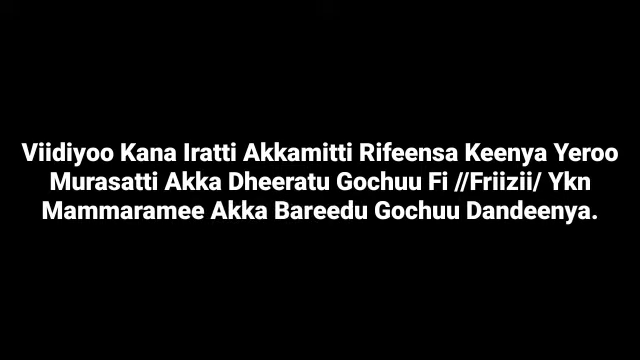 Viidiyoo Kana Iratti Akkamitti Rifeensa Keenya Yeroo
Murasatti Akka Dheeratu Gochuu Fi //Friizii/ Ykn
Mammaramee Akka Bareedu Gochuu Dandeenya.